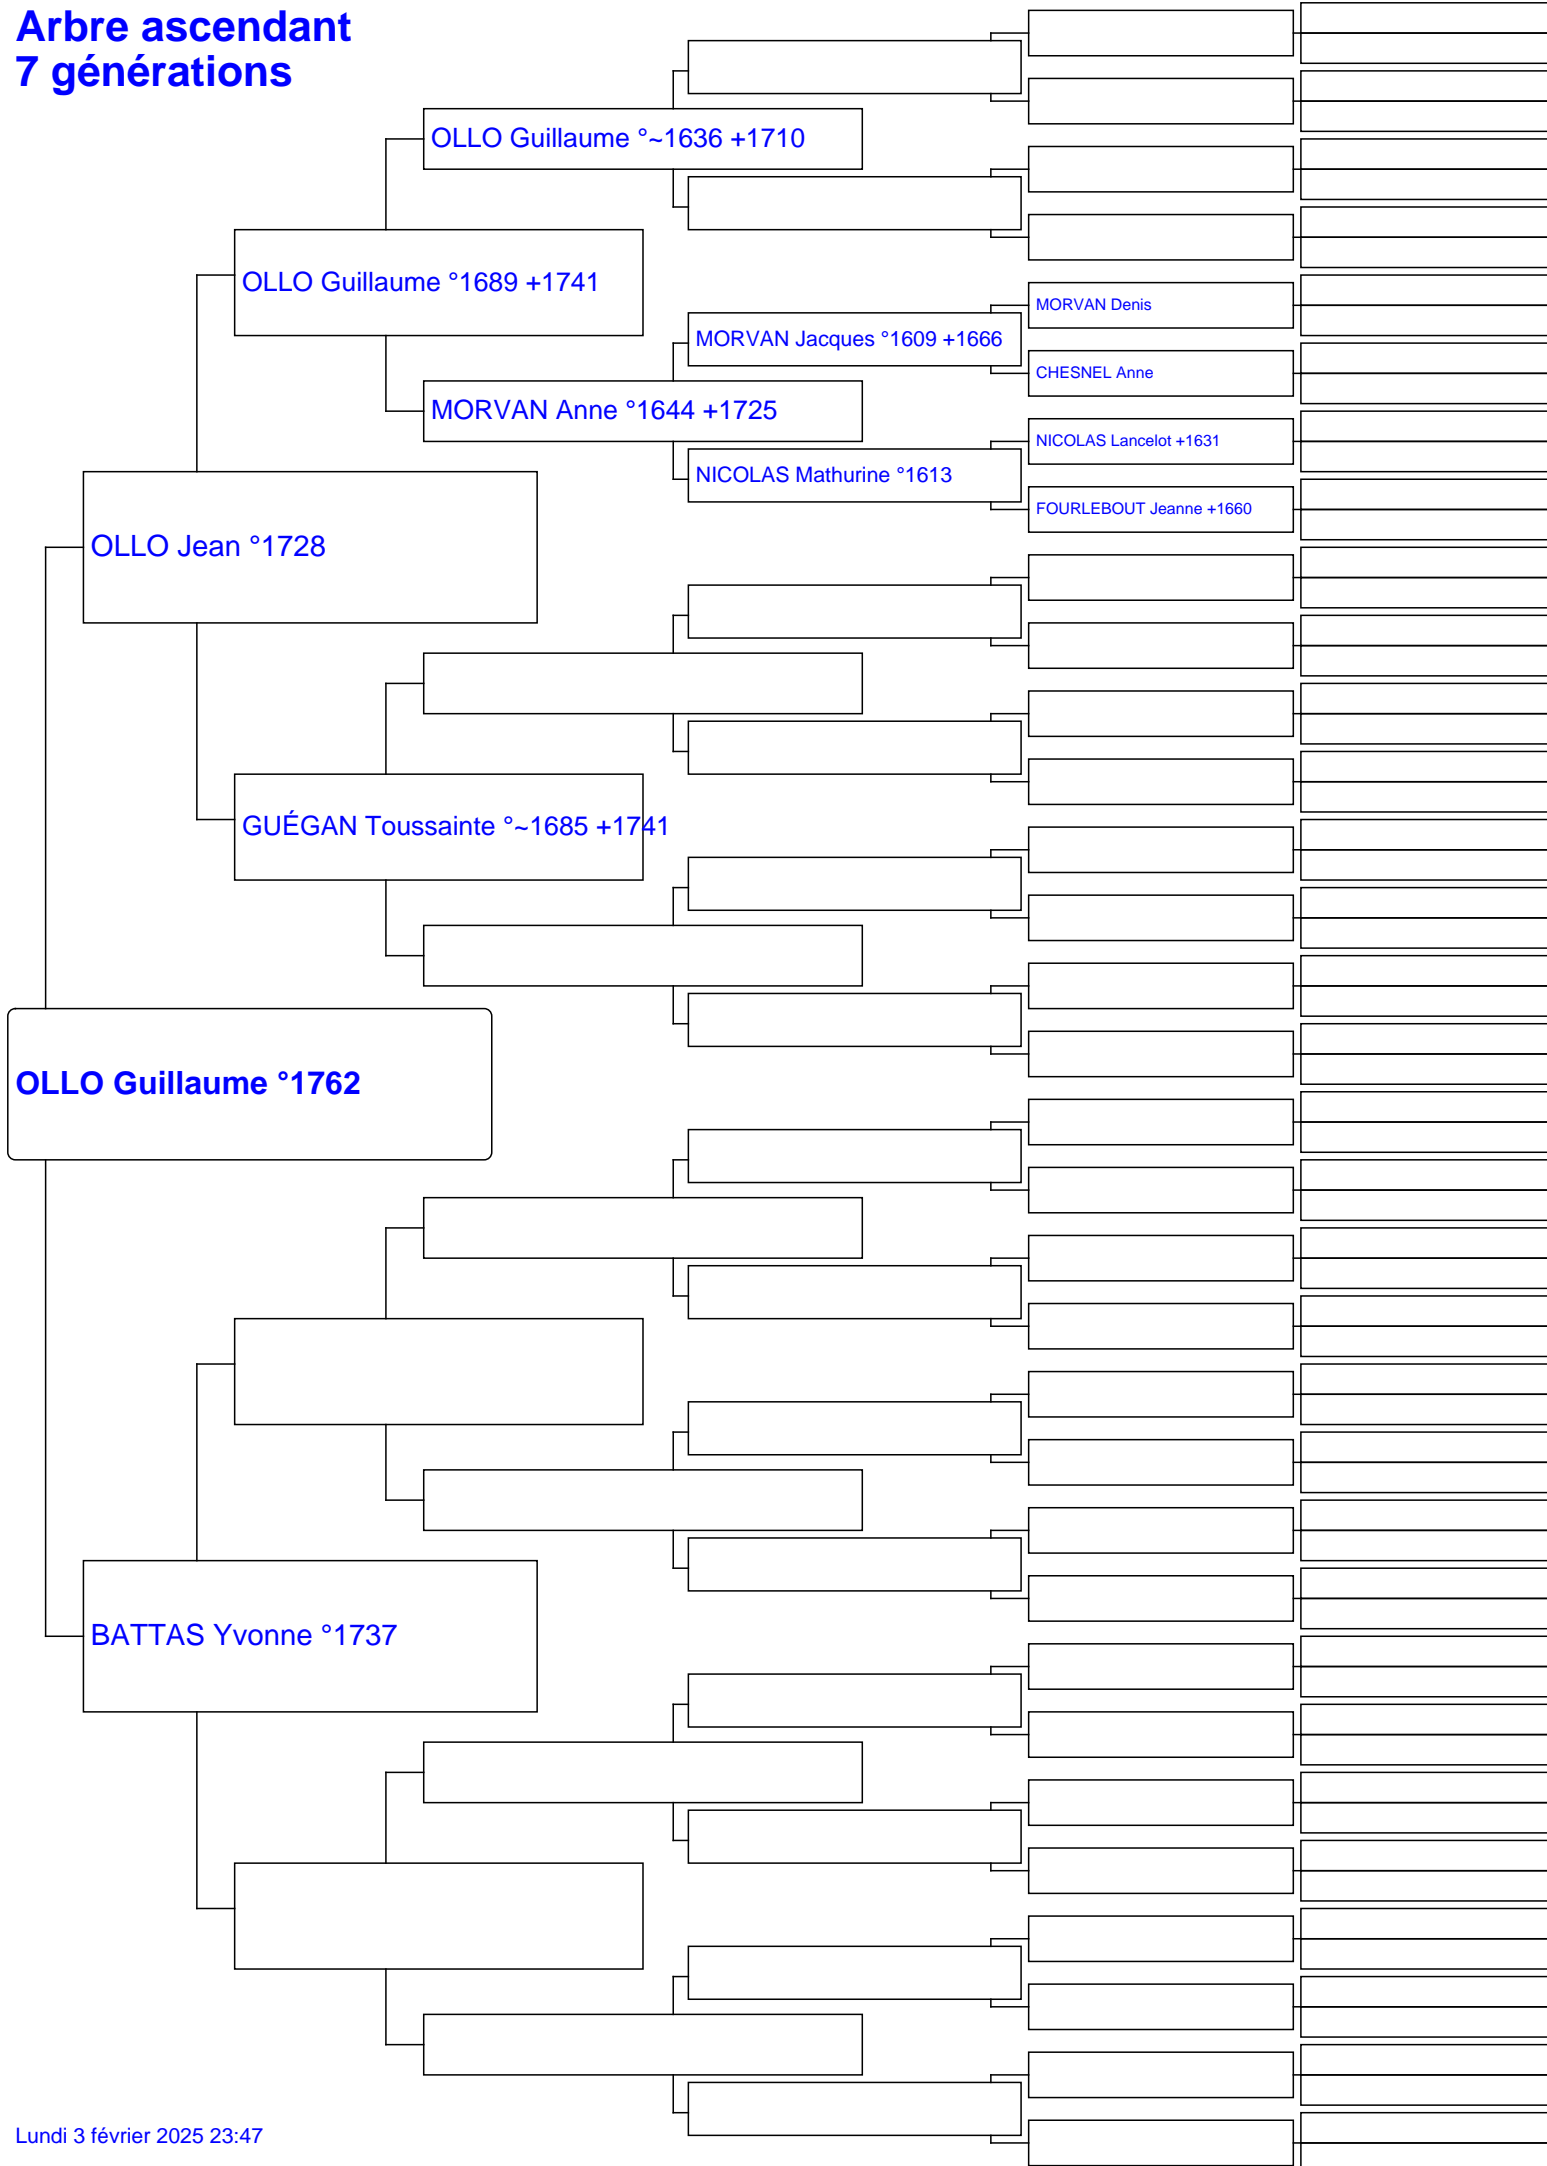 Arbre ascendant
7 générations
OLLO Guillaume °~1636 +1710
OLLO Guillaume °1689 +1741
MORVAN Denis
MORVAN Jacques °1609 +1666
CHESNEL Anne
MORVAN Anne °1644 +1725
NICOLAS Lancelot +1631
NICOLAS Mathurine °1613
FOURLEBOUT Jeanne +1660
OLLO Jean °1728
GUÉGAN Toussainte °~1685 +1741
OLLO Guillaume °1762
BATTAS Yvonne °1737
Lundi 3 février 2025 23:47